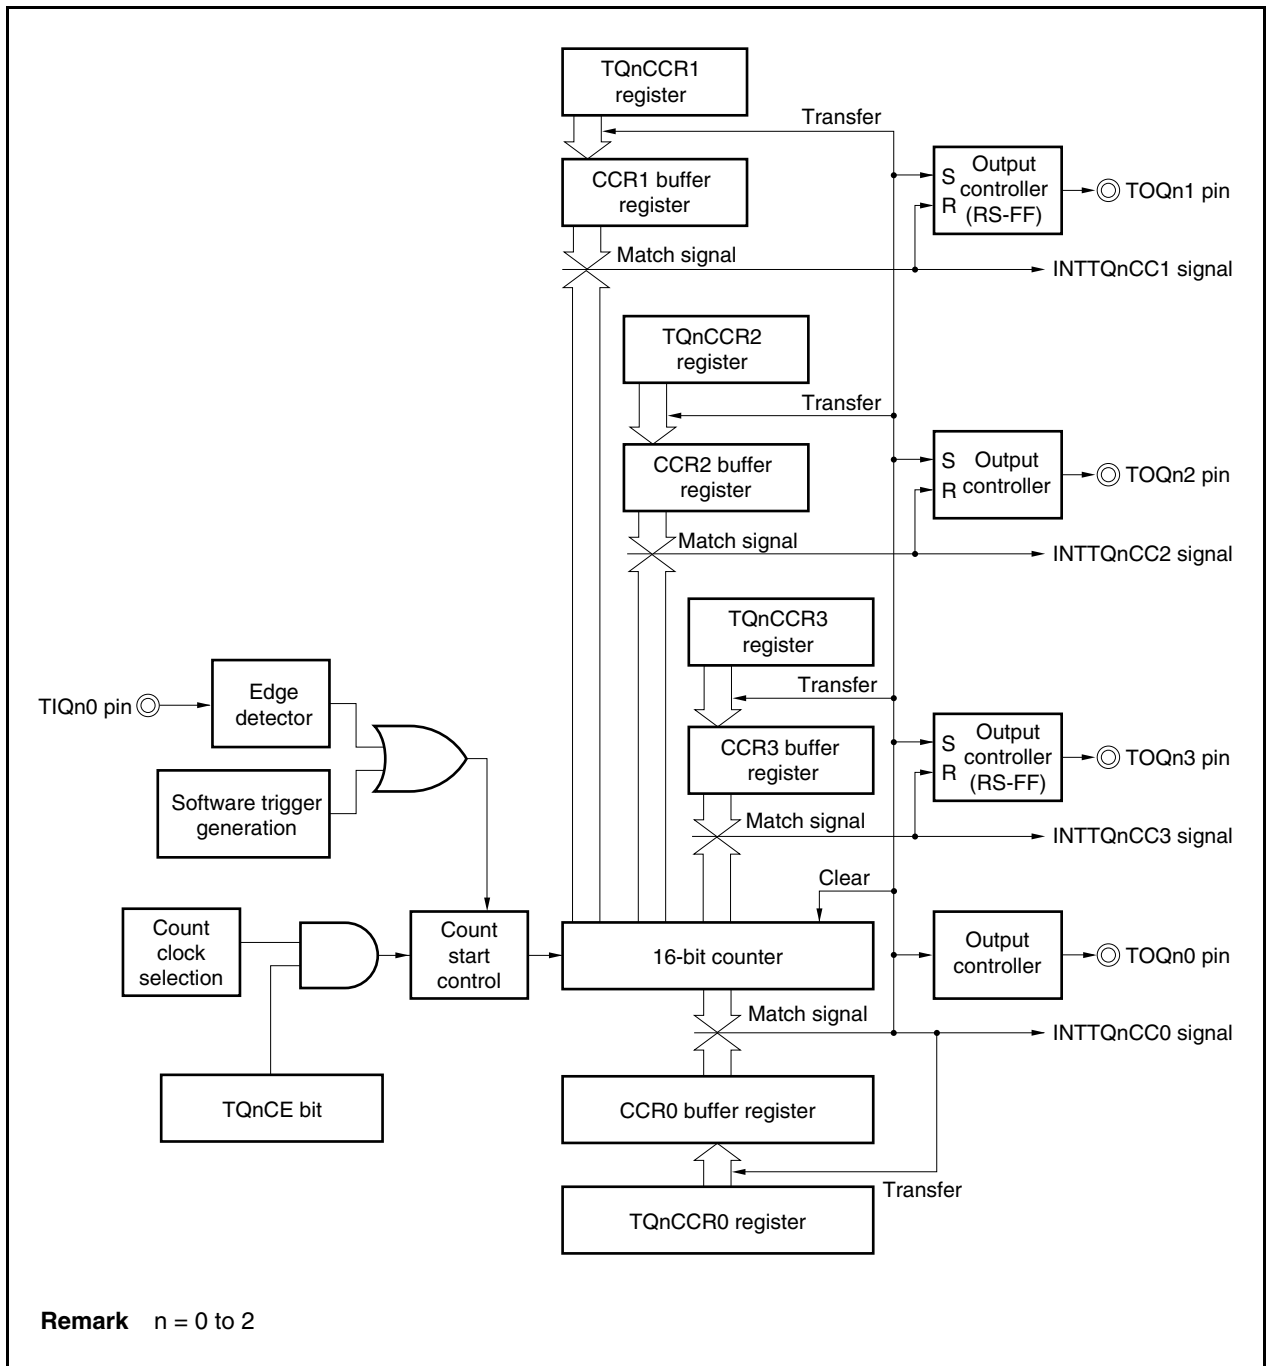 TQnCCR1
register
Transfer
CCR1 buffer
register
S
R
Output
controller
(RS-FF)
TOQn1 pin
Match signal
INTTQnCC1 signal
TQnCCR2
register
Transfer
CCR2 buffer
register
S
R
Output
controller
TOQn2 pin
Match signal
INTTQnCC2 signal
TQnCCR3
register
Transfer
CCR3 buffer
register
S
R
Output
controller
(RS-FF)
TOQn3 pin
Match signal
INTTQnCC3 signal
TIQn0 pin
Edge
detector
Software trigger
generation
Clear
Count
clock
selection
Count
start
control
16-bit counter
Output
controller
TOQn0 pin
Match signal
INTTQnCC0 signal
TQnCE bit
CCR0 buffer register
Transfer
TQnCCR0 register
Remark n = 0 to 2